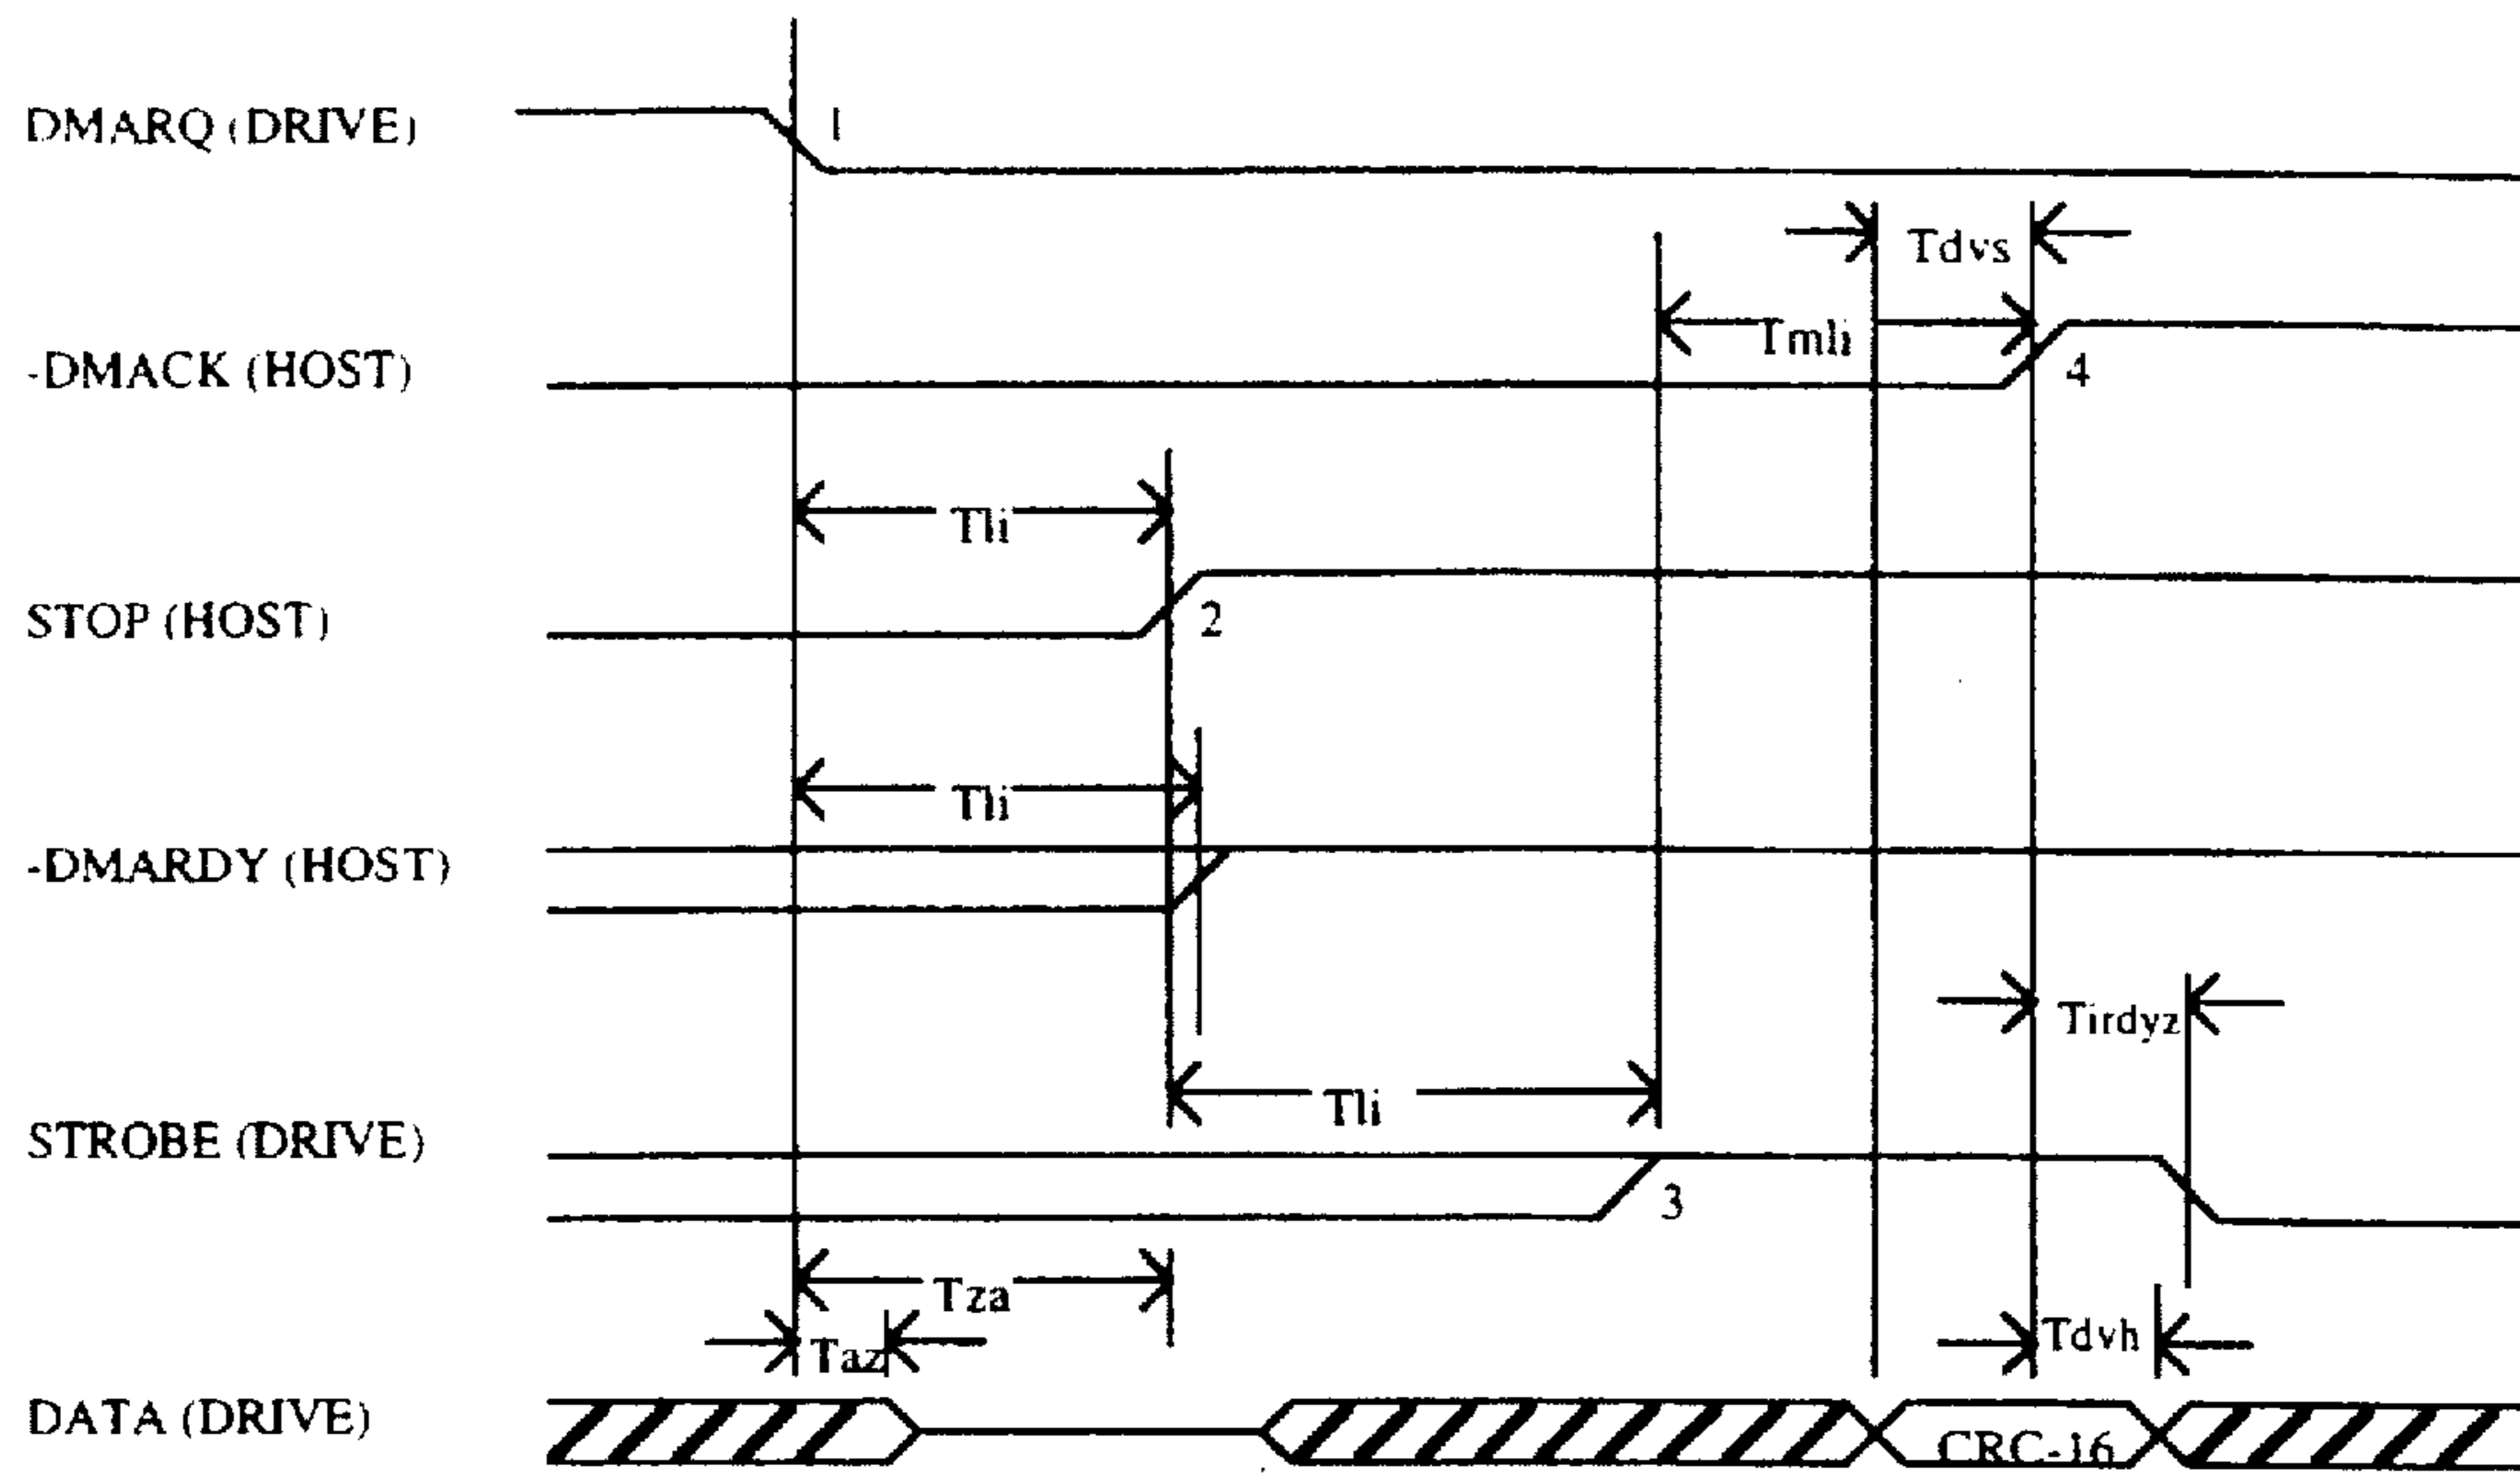 DMARQ (DRIVE)
1
Tdvs
Tmli
-DMACK (HOST)
4
Tli
STOP (HOST)
2
Tli
-DMARDY (HOST)
Tirdyz
Tli
STROBE (DRIVE)
3
Tza
Taz
Tdvh
DATA (DRIVE)
CRC-16